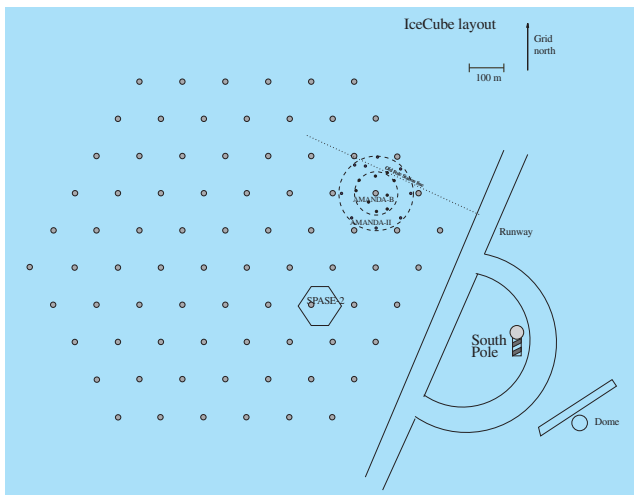 IceCube layout
Grid
north
100 m
AMANDA-B
AMANDA-II
Runway
SPASE-2
South
Pole
Dome